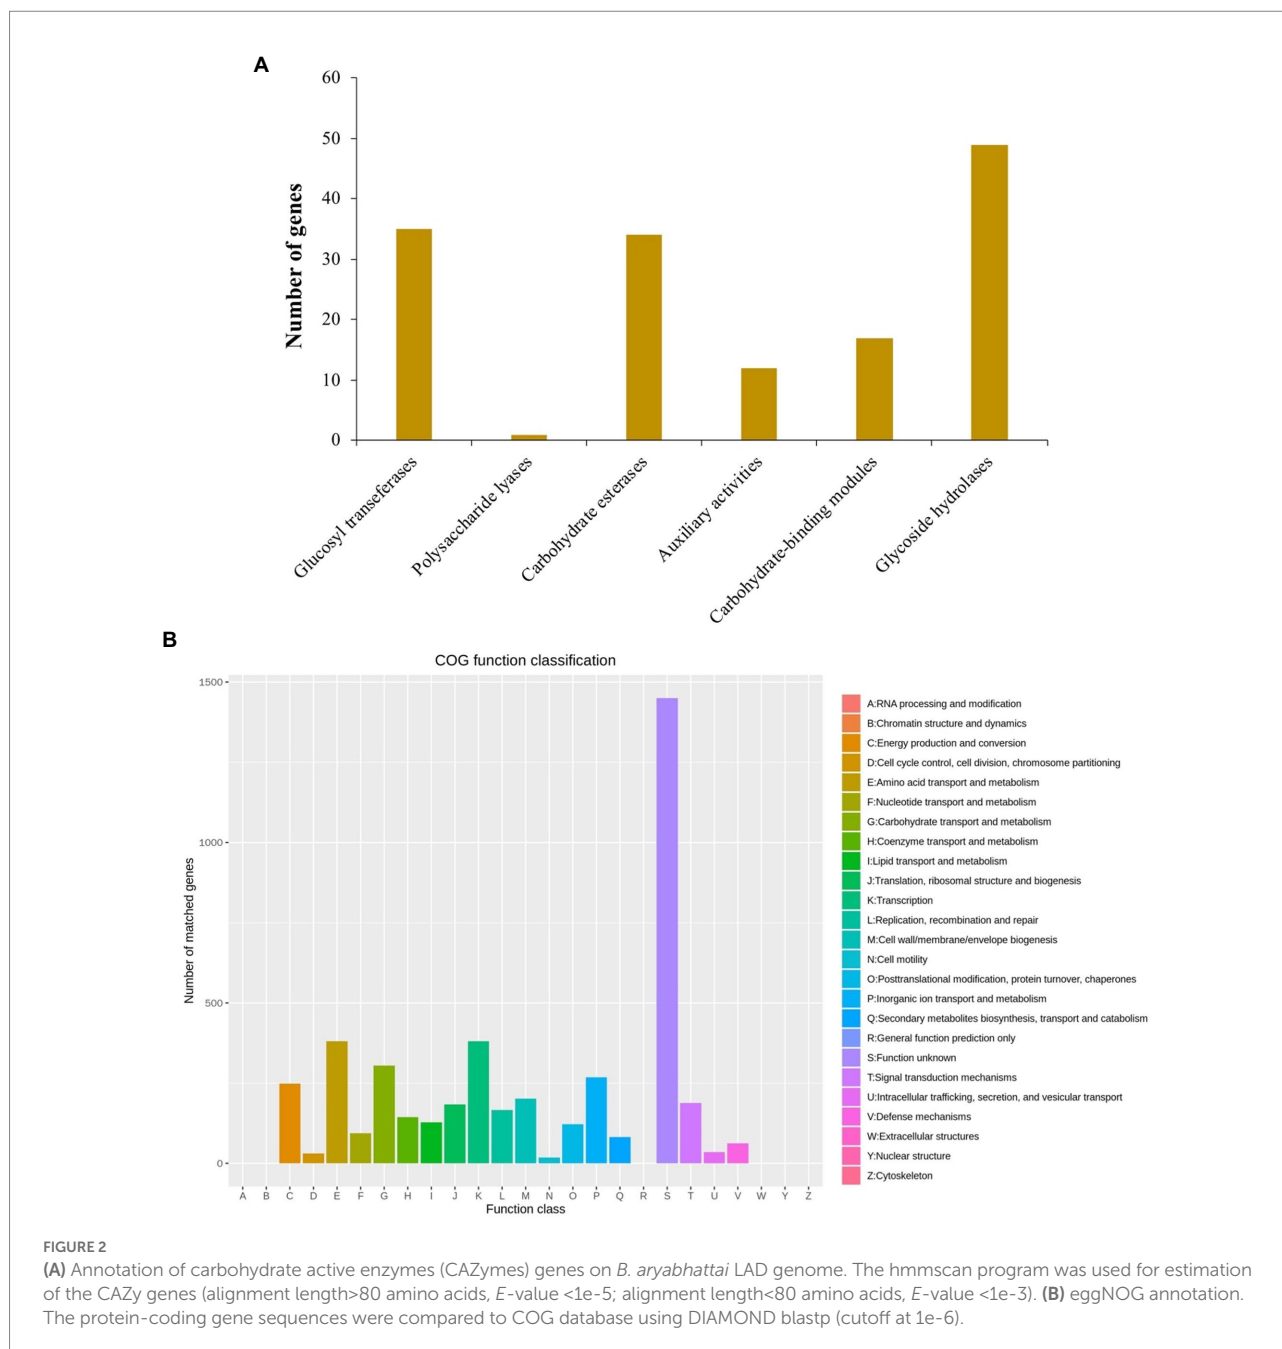 A
60
50
40
30
20
10
0
Number of genes
Glucosyl transeferases
Polysaccharide lyases
Carbohydrate esterases
Auxiliary activities
Carbohydrate-binding modules
Glycoside hydrolases
B
COG function classification
1500
1000
500
0
Number of matched genes
A B C D E F G H I J K L M N O P Q R S T U V W Y Z
Function class
A:RNA processing and modification
B:Chromatin structure and dynamics
C:Energy production and conversion
D:Cell cycle control, cell division, chromosome partitioning
E:Amino acid transport and metabolism
F:Nucleotide transport and metabolism
G:Carbohydrate transport and metabolism
H:Coenzyme transport and metabolism
I:Lipid transport and metabolism
J:Translation, ribosomal structure and biogenesis
K:Transcription
L:Replication, recombination and repair
M:Cell wall/membrane/envelope biogenesis
N:Cell motility
O:Posttranslational modification, protein turnover, chaperones
P:Inorganic ion transport and metabolism
Q:Secondary metabolites biosynthesis, transport and catabolism
R:General function prediction only
S:Function unknown
T:Signal transduction mechanisms
U:Intracellular trafficking, secretion, and vesicular transport
V:Defense mechanisms
W:Extracellular structures
Y:Nuclear structure
Z:Cytoskeleton
FIGURE 2
(A) Annotation of carbohydrate active enzymes (CAZymes) genes on B. aryabhattai LAD genome. The hmmscan program was used for estimation
of the CAZy genes (alignment length>80 amino acids, E-value <1e-5; alignment length<80 amino acids, E-value <1e-3). (B) eggNOG annotation.
The protein-coding gene sequences were compared to COG database using DIAMOND blastp (cutoff at 1e-6).